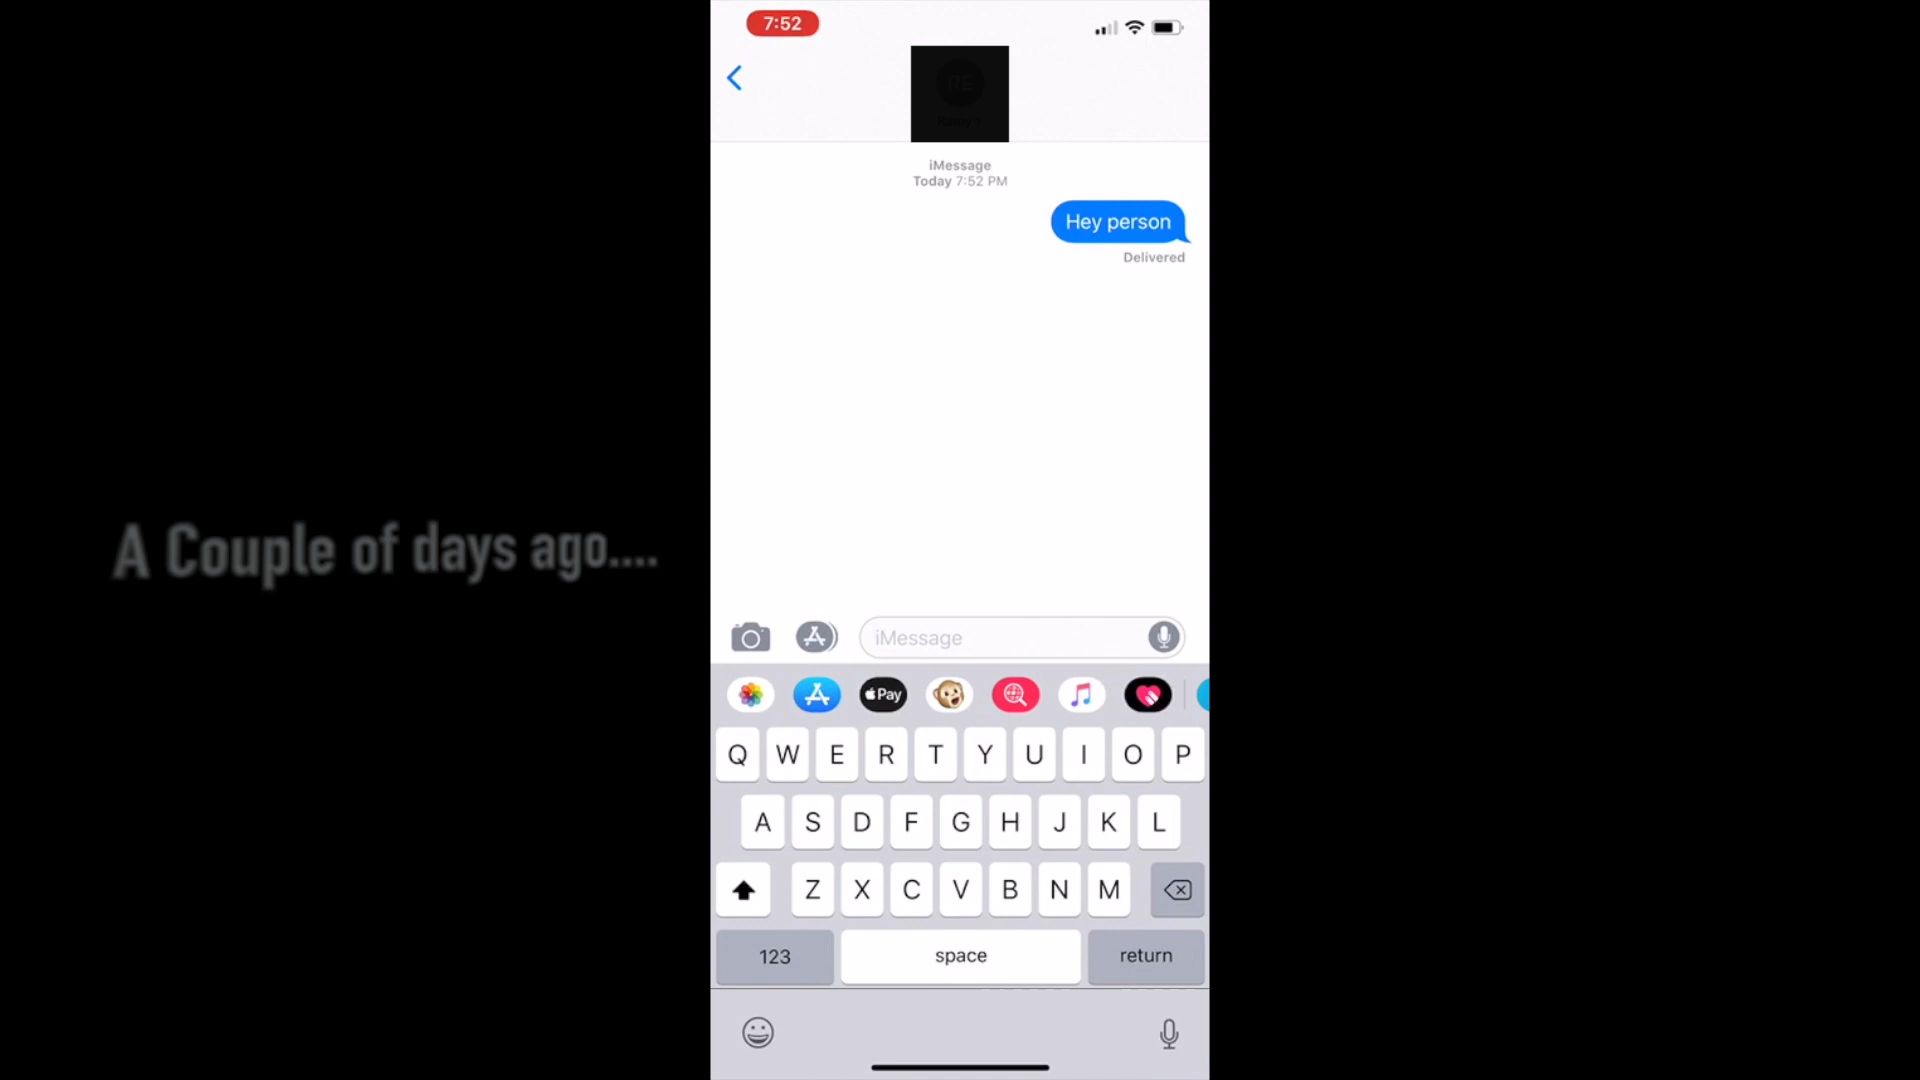 7:52
RE
iMessage
Today 7:52 PM
Hey person
Delivered
A Couple of days ago....
iMessage
Pay
Q W E R T Y U I O P
A S D F G H J K L
Z X C V B N M
123 space return